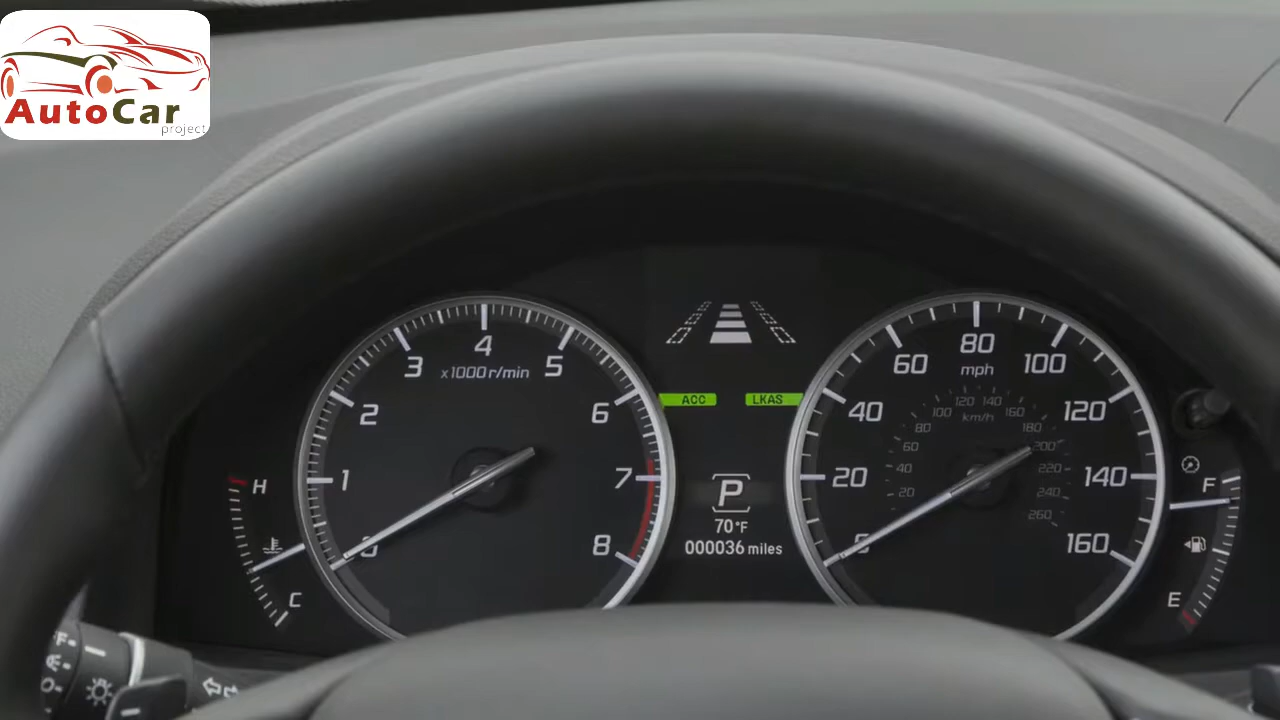 AutoCar
project
4
3
x1000 r/min
5
2
6
1
7
8
H
C
ACC
LKAS
P
70°F
000036 miles
80
mph
60
100
40
120
20
140
160
120
140
100
160
km/h
80
180
60
200
40
220
20
240
260
F
E